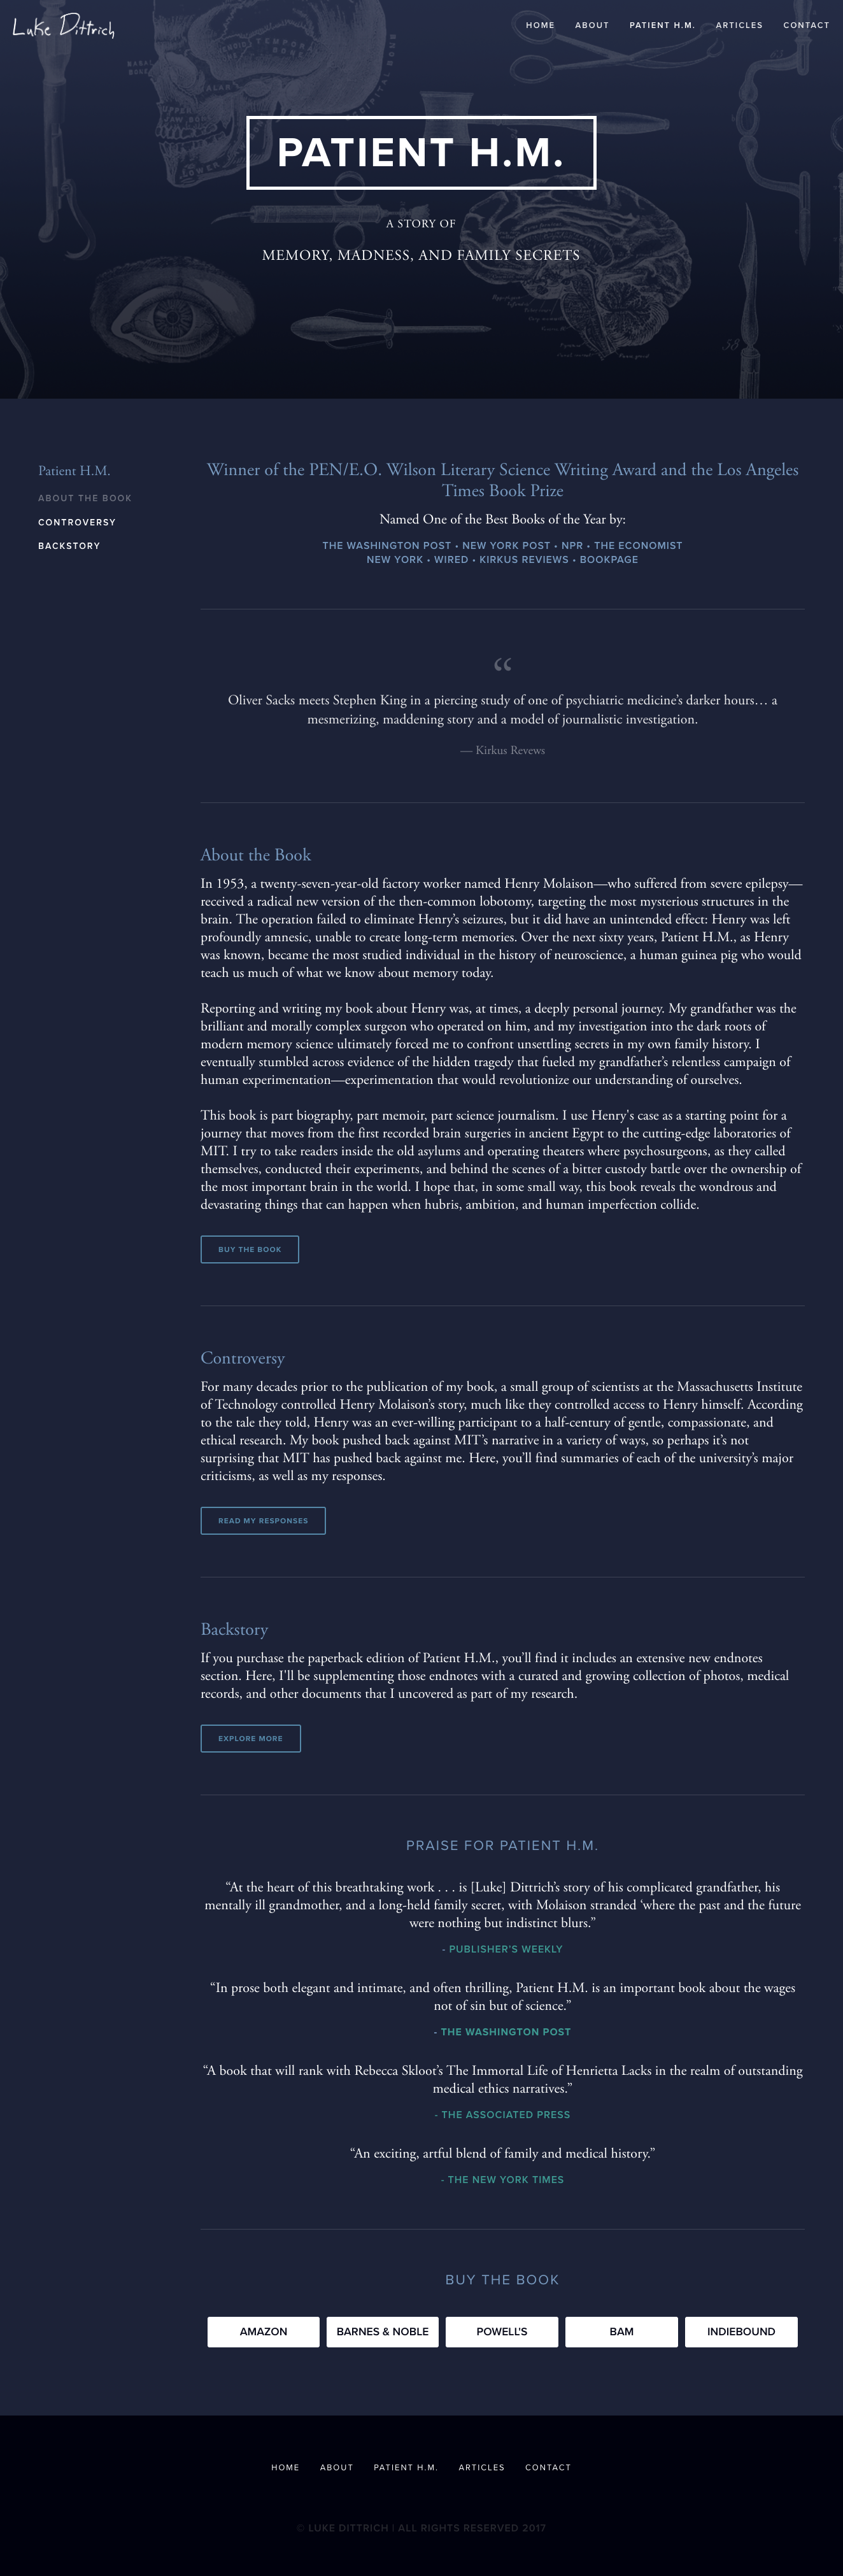 Luke Dittrich
HOME ABOUT PATIENT H.M. ARTICLES CONTACT
PATIENT H.M.
A STORY OF
MEMORY, MADNESS, AND FAMILY SECRETS
38
Patient H.M.
ABOUT THE BOOK
CONTROVERSY
BACKSTORY
Winner of the PEN/E.O. Wilson Literary Science Writing Award and the Los Angeles
Times Book Prize
Named One of the Best Books of the Year by:
THE WASHINGTON POST • NEW YORK POST • NPR • THE ECONOMIST
NEW YORK • WIRED • KIRKUS REVIEWS • BOOKPAGE
“
Oliver Sacks meets Stephen King in a piercing study of one of psychiatric medicine’s darker hours… a
mesmerizing, maddening story and a model of journalistic investigation.
— Kirkus Revews
About the Book
In 1953, a twenty-seven-year-old factory worker named Henry Molaison—who suffered from severe epilepsy—
received a radical new version of the then-common lobotomy, targeting the most mysterious structures in the
brain. The operation failed to eliminate Henry’s seizures, but it did have an unintended effect: Henry was left
profoundly amnesic, unable to create long-term memories. Over the next sixty years, Patient H.M., as Henry
was known, became the most studied individual in the history of neuroscience, a human guinea pig who would
teach us much of what we know about memory today.
Reporting and writing my book about Henry was, at times, a deeply personal journey. My grandfather was the
brilliant and morally complex surgeon who operated on him, and my investigation into the dark roots of
modern memory science ultimately forced me to confront unsettling secrets in my own family history. I
eventually stumbled across evidence of the hidden tragedy that fueled my grandfather’s relentless campaign of
human experimentation—experimentation that would revolutionize our understanding of ourselves.
This book is part biography, part memoir, part science journalism. I use Henry's case as a starting point for a
journey that moves from the first recorded brain surgeries in ancient Egypt to the cutting-edge laboratories of
MIT. I try to take readers inside the old asylums and operating theaters where psychosurgeons, as they called
themselves, conducted their experiments, and behind the scenes of a bitter custody battle over the ownership of
the most important brain in the world. I hope that, in some small way, this book reveals the wondrous and
devastating things that can happen when hubris, ambition, and human imperfection collide.
BUY THE BOOK
Controversy
For many decades prior to the publication of my book, a small group of scientists at the Massachusetts Institute
of Technology controlled Henry Molaison’s story, much like they controlled access to Henry himself. According
to the tale they told, Henry was an ever-willing participant to a half-century of gentle, compassionate, and
ethical research. My book pushed back against MIT’s narrative in a variety of ways, so perhaps it’s not
surprising that MIT has pushed back against me. Here, you’ll find summaries of each of the university’s major
criticisms, as well as my responses.
READ MY RESPONSES
Backstory
If you purchase the paperback edition of Patient H.M., you’ll find it includes an extensive new endnotes
section. Here, I'll be supplementing those endnotes with a curated and growing collection of photos, medical
records, and other documents that I uncovered as part of my research.
EXPLORE MORE
PRAISE FOR PATIENT H.M.
“At the heart of this breathtaking work . . . is [Luke] Dittrich’s story of his complicated grandfather, his
mentally ill grandmother, and a long-held family secret, with Molaison stranded ‘where the past and the future
were nothing but indistinct blurs.”
- PUBLISHER'S WEEKLY
“In prose both elegant and intimate, and often thrilling, Patient H.M. is an important book about the wages
not of sin but of science.”
- THE WASHINGTON POST
“A book that will rank with Rebecca Skloot’s The Immortal Life of Henrietta Lacks in the realm of outstanding
medical ethics narratives.”
- THE ASSOCIATED PRESS
“An exciting, artful blend of family and medical history.”
- THE NEW YORK TIMES
BUY THE BOOK
AMAZON BARNES & NOBLE POWELL'S BAM INDIEBOUND
HOME ABOUT PATIENT H.M. ARTICLES CONTACT
© LUKE DITTRICH | ALL RIGHTS RESERVED 2017